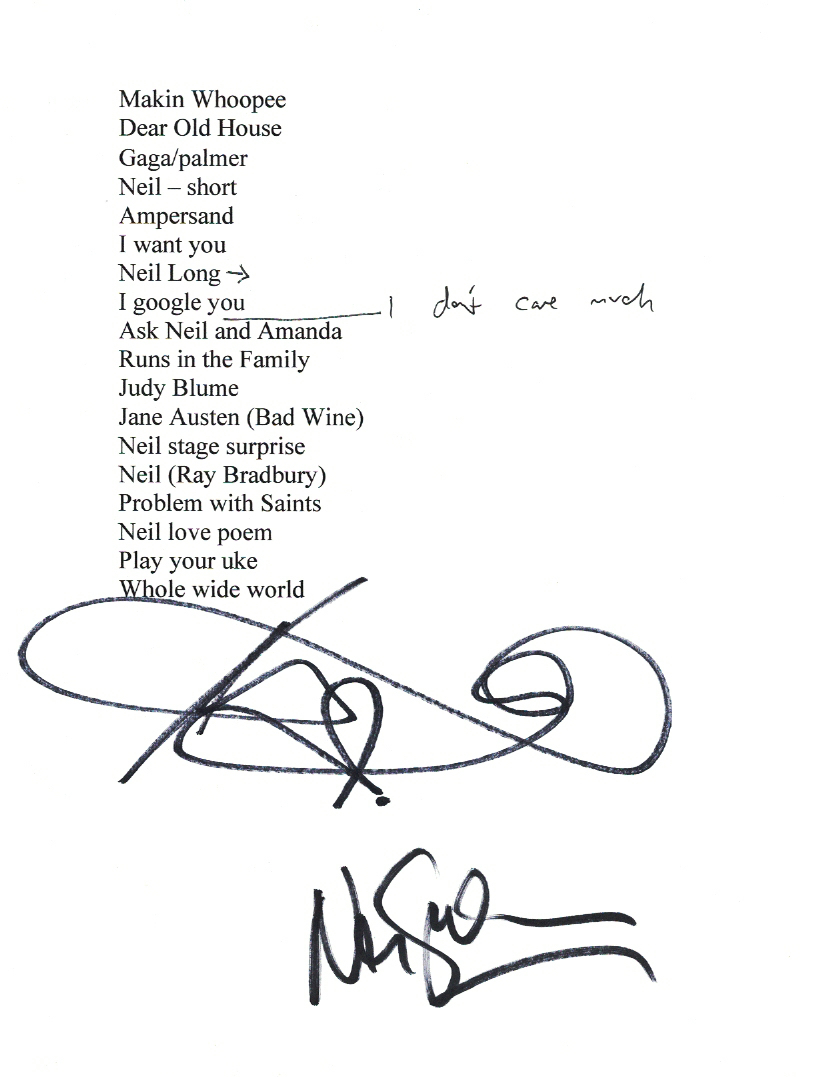 Makin Whoopee
Dear Old House
Gaga/palmer
Neil – short
Ampersand
I want you
Neil Long →
I google you I don't care much
Ask Neil and Amanda
Runs in the Family
Judy Blume
Jane Austen (Bad Wine)
Neil stage surprise
Neil (Ray Bradbury)
Problem with Saints
Neil love poem
Play your uke
Whole wide world